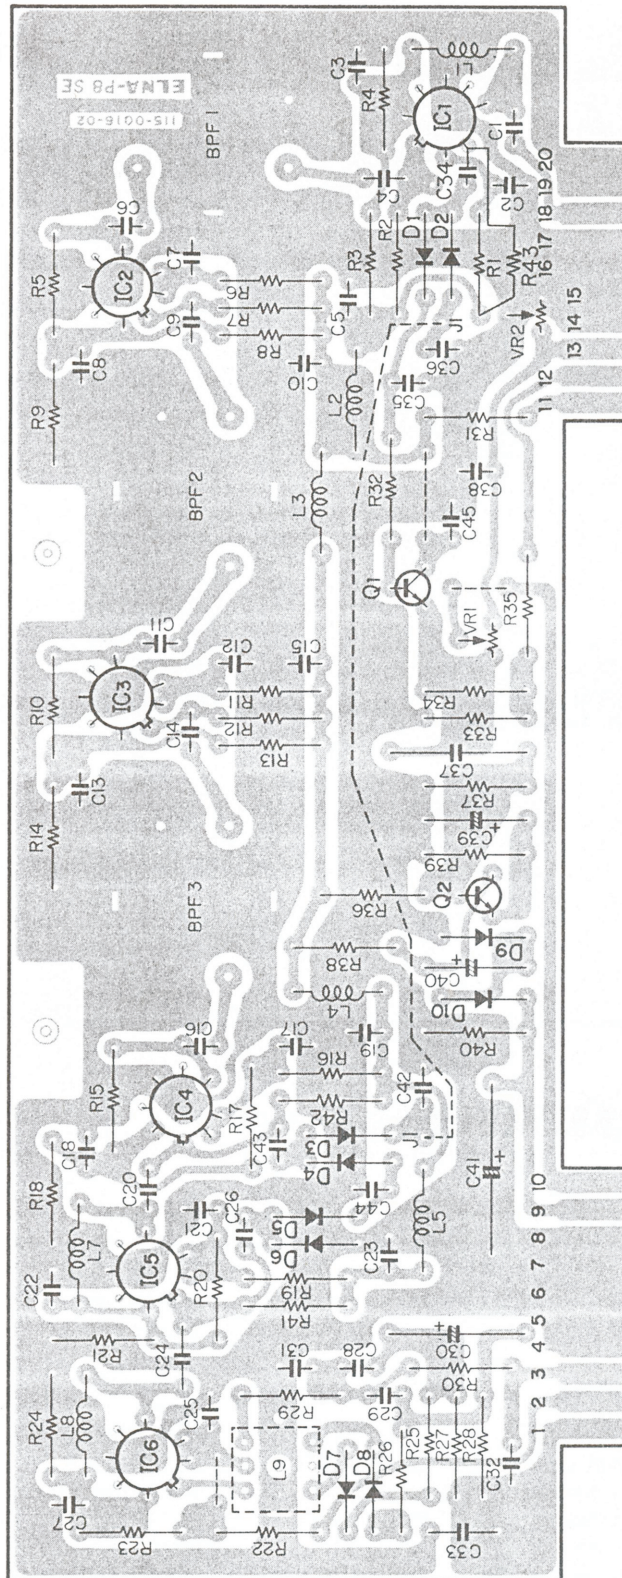 ELNA-P8 SE
115-0016-02
BPF1
BPF2
BPF3
C3
L1
R4
IC1
C1
C34
C4
C2
20
19
18
17
16
15
14
13
12
11
C6
R5
IC2
C7
R6
R7
R8
C9
C8
R9
C5
C10
R3
R2
D1
D2
R1
R43
J1
VR2
C36
C35
L2
L3
R31
R32
C38
C45
Q1
VR1
R35
C11
R10
IC3
C12
C15
R11
R12
R13
C14
C13
R14
R34
R33
C37
R37
C39
+
R39
Q2
R36
D9
R38
C40
+
D10
R40
L4
C16
C17
C19
R15
IC4
R16
R17
R42
C43
C42
D3
D4
J1
C18
R18
C20
C41
+
C21
C26
D5
D6
C44
L5
C23
L7
IC5
C22
R20
R19
R41
R21
C24
C31
C28
C30
+
R30
10
9
8
7
6
5
4
3
2
1
R24
L8
IC6
C25
R29
C29
L9
D7
D8
R26
R25
R27
R28
C32
C27
R23
R22
C33